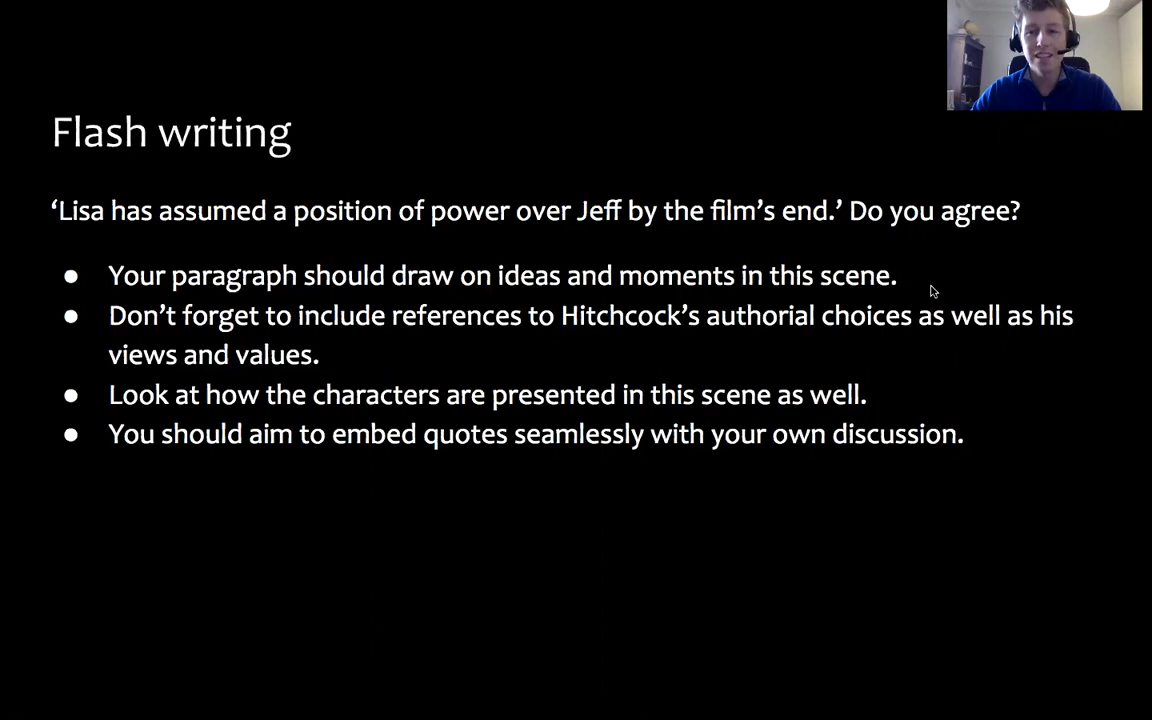 Flash writing
‘Lisa has assumed a position of power over Jeff by the film’s end.’ Do you agree?
● Your paragraph should draw on ideas and moments in this scene.
● Don’t forget to include references to Hitchcock’s authorial choices as well as his
views and values.
● Look at how the characters are presented in this scene as well.
● You should aim to embed quotes seamlessly with your own discussion.